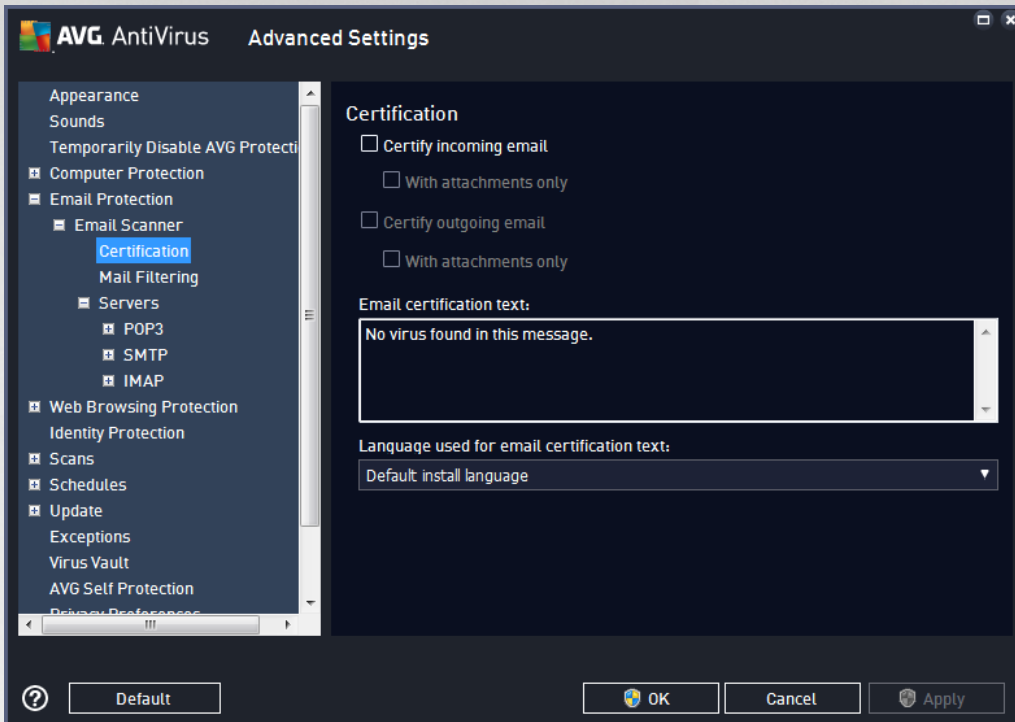 AVG. AntiVirus Advanced Settings
Appearance
Sounds
Temporarily Disable AVG Protecti
Computer Protection
Email Protection
Email Scanner
Certification
Mail Filtering
Servers
POP3
SMTP
IMAP
Web Browsing Protection
Identity Protection
Scans
Schedules
Update
Exceptions
Virus Vault
AVG Self Protection
Privacy Preferences
Certification
Certify incoming email
With attachments only
Certify outgoing email
With attachments only
Email certification text:
No virus found in this message.
Language used for email certification text:
Default install language
? Default OK Cancel Apply